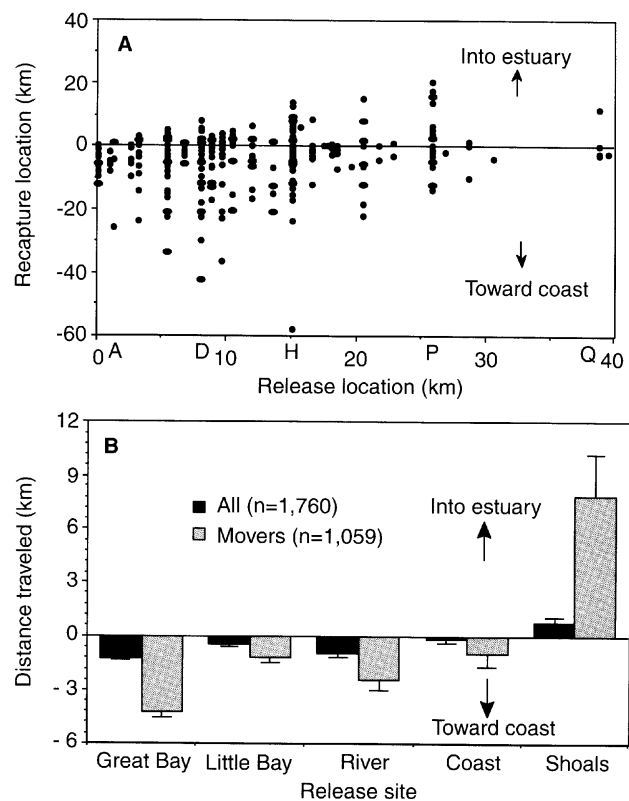 40
A
Into estuary
20
0
-20
-40
Toward coast
-60
0 A D 10 H 20 P 30 Q 40
Recapture location (km)
Release location (km)
12
B
9
All (n=1,760)
Into estuary
6
Movers (n=1,059)
3
0
- 3
Toward coast
- 6
Distance traveled (km)
Great Bay Little Bay River Coast Shoals
Release site